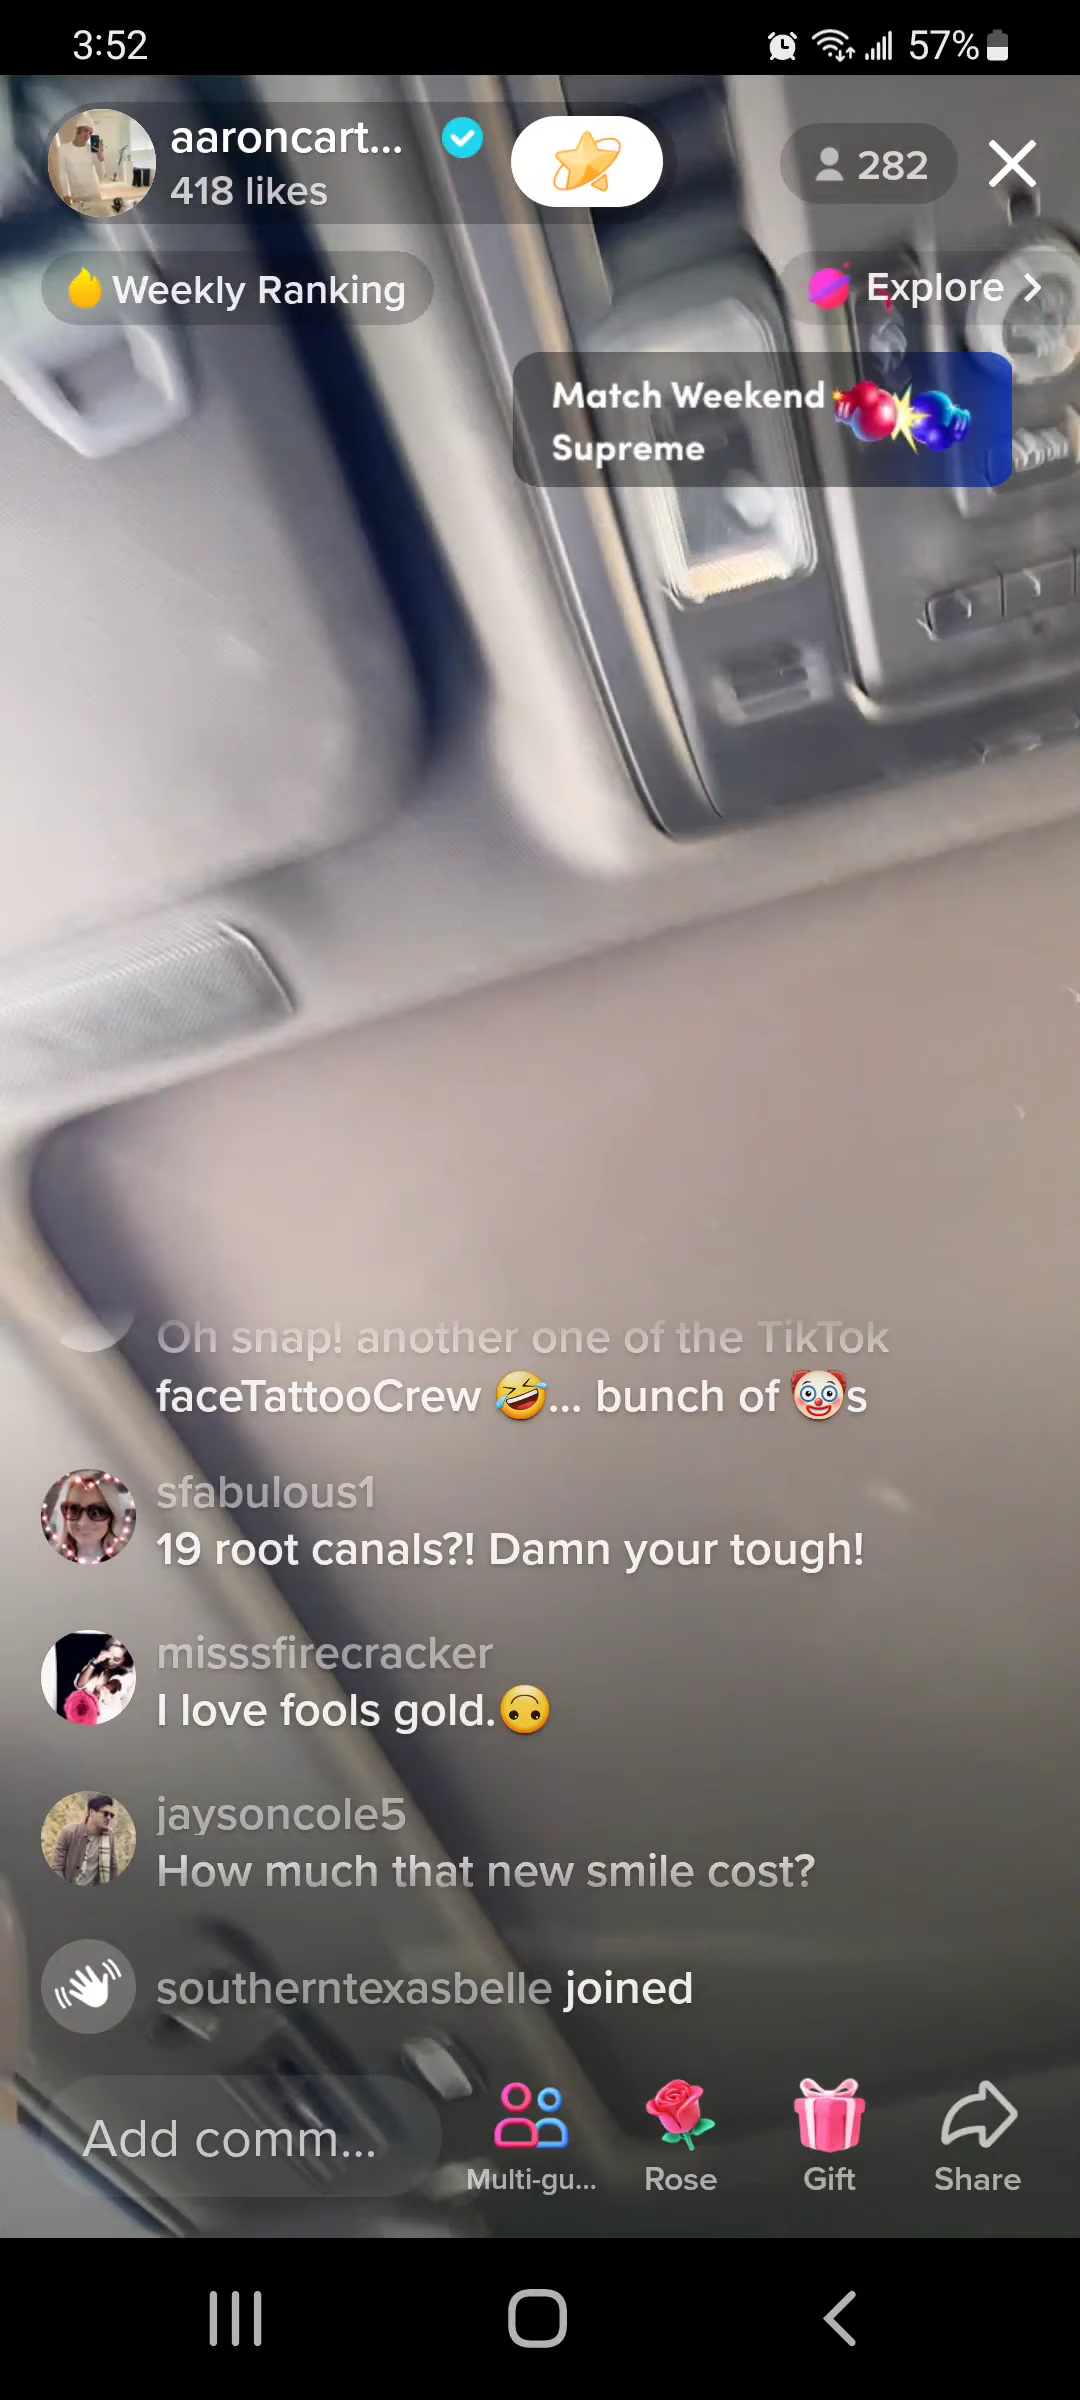 3:52
57%
aaroncart...
418 likes
282
Weekly Ranking
Explore
Match Weekend
Supreme
Oh snap! another one of the TikTok
faceTattooCrew 🤣... bunch of 🤡s
sfabulous1
19 root canals?! Damn your tough!
misssfirecracker
I love fools gold.🙃
jaysoncole5
How much that new smile cost?
southerntexasbelle joined
Add comm...
Multi-gu...
Rose
Gift
Share